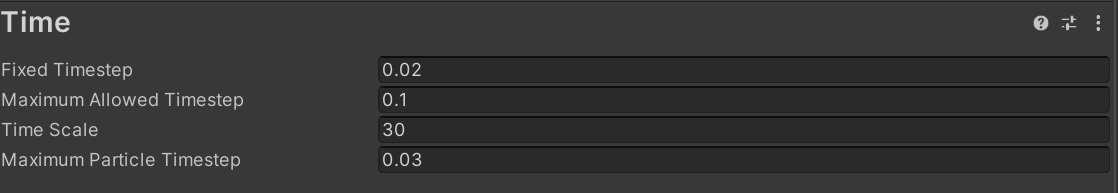 Time
Fixed Timestep 0.02
Maximum Allowed Timestep 0.1
Time Scale 30
Maximum Particle Timestep 0.03